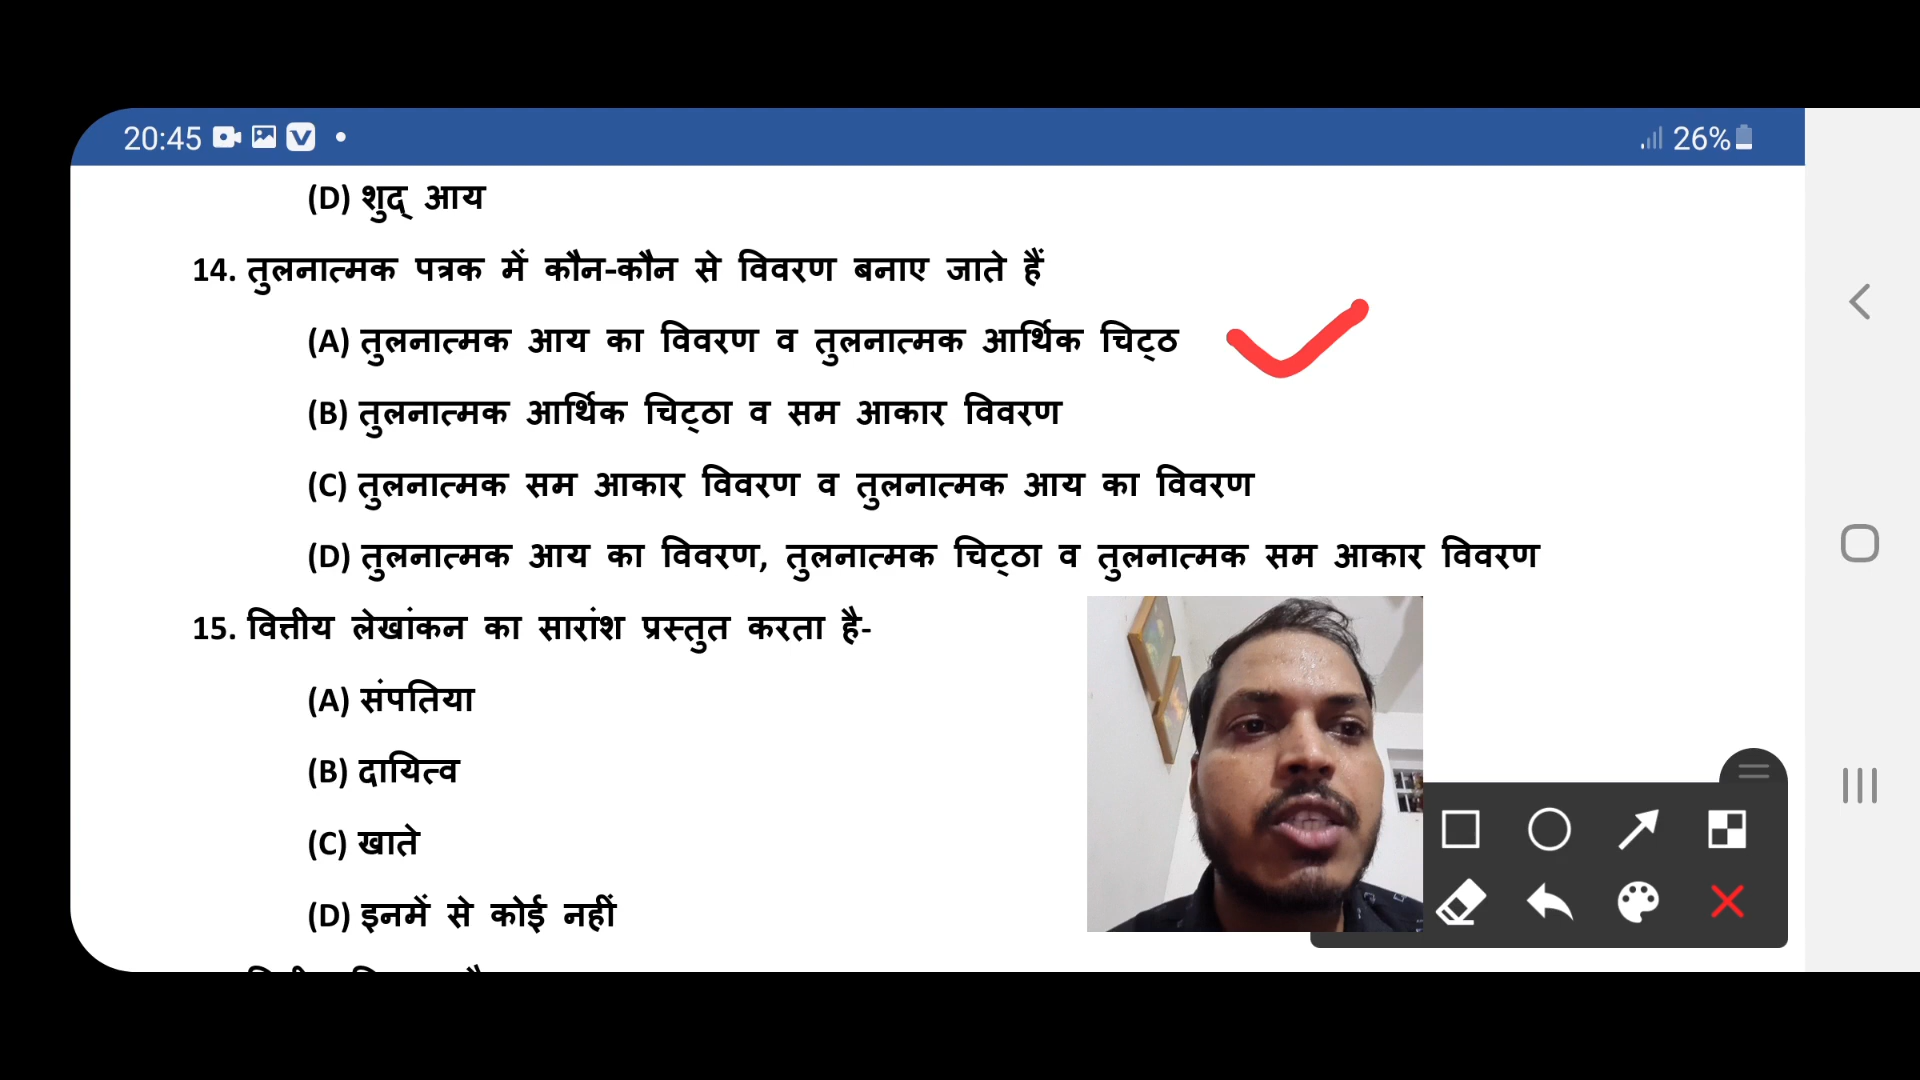 20:45
26%
(D) शुद् आय
14. तुलनात्मक पत्रक में कौन-कौन से विवरण बनाए जाते हैं
(A) तुलनात्मक आय का विवरण व तुलनात्मक आर्थिक चिट्ठ
(B) तुलनात्मक आर्थिक चिट्ठा व सम आकार विवरण
(C) तुलनात्मक सम आकार विवरण व तुलनात्मक आय का विवरण
(D) तुलनात्मक आय का विवरण, तुलनात्मक चिट्ठा व तुलनात्मक सम आकार विवरण
15. वित्तीय लेखांकन का सारांश प्रस्तुत करता है-
(A) संपतिया
(B) दायित्व
(C) खाते
(D) इनमें से कोई नहीं